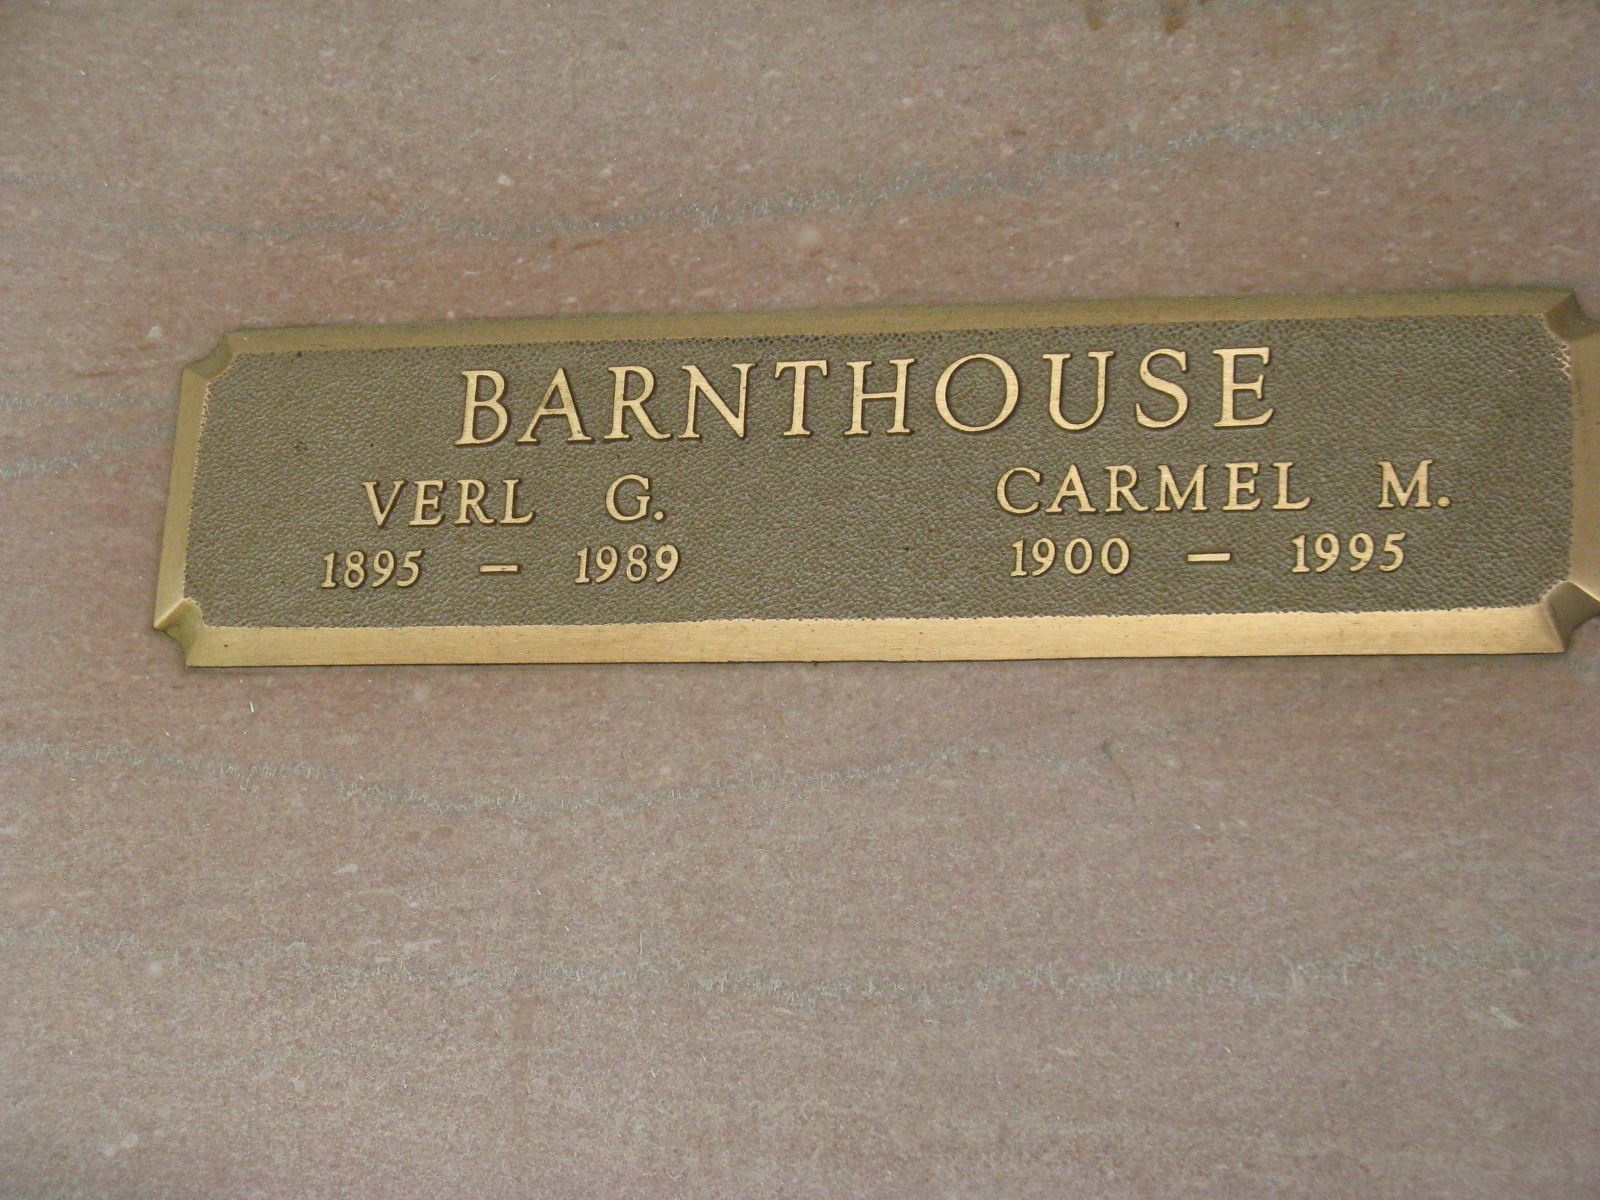 BARNTHOUSE
VERL G. CARMEL M.
1895 — 1989 1900 — 1995